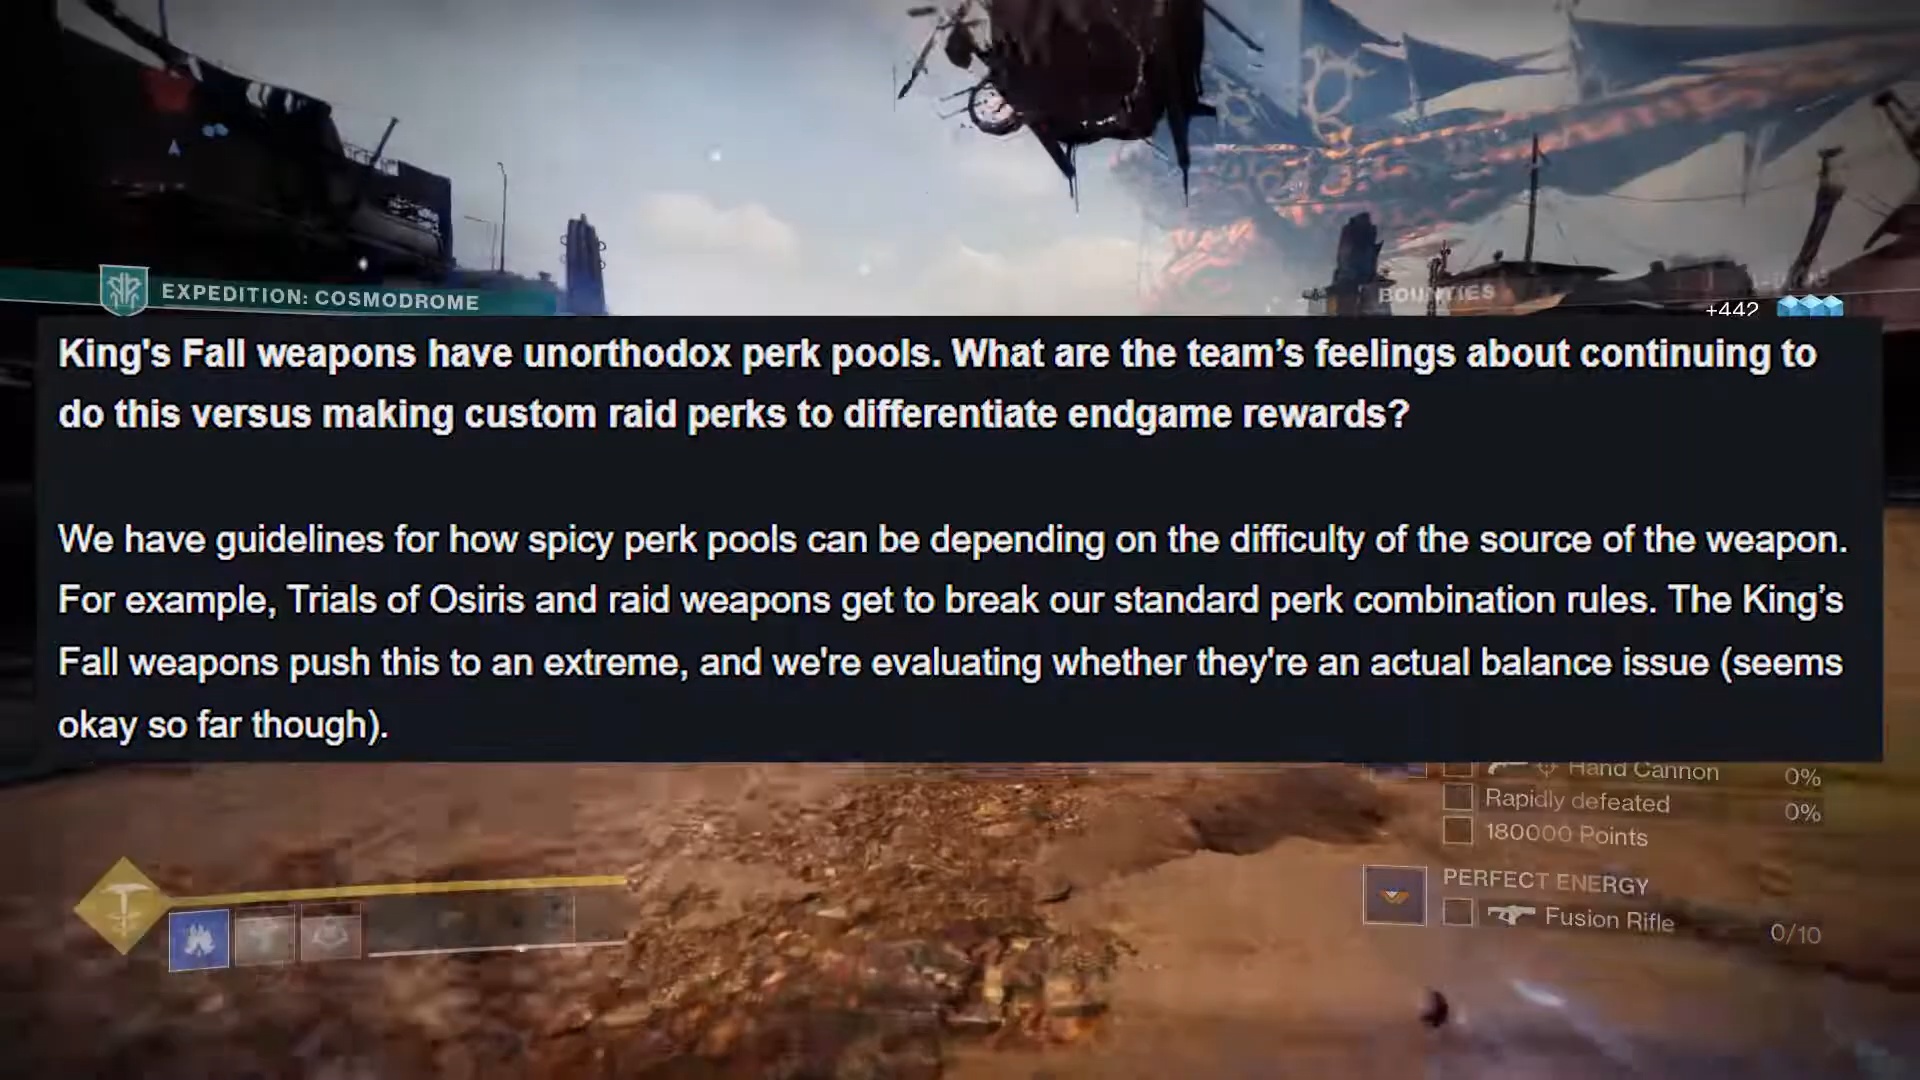 EXPEDITION: COSMODROME
BOUNTIES
+442
King's Fall weapons have unorthodox perk pools. What are the team’s feelings about continuing to
do this versus making custom raid perks to differentiate endgame rewards?
We have guidelines for how spicy perk pools can be depending on the difficulty of the source of the weapon.
For example, Trials of Osiris and raid weapons get to break our standard perk combination rules. The King’s
Fall weapons push this to an extreme, and we're evaluating whether they're an actual balance issue (seems
okay so far though).
Hand Cannon 0%
Rapidly defeated 0%
180000 Points
PERFECT ENERGY
Fusion Rifle 0/10